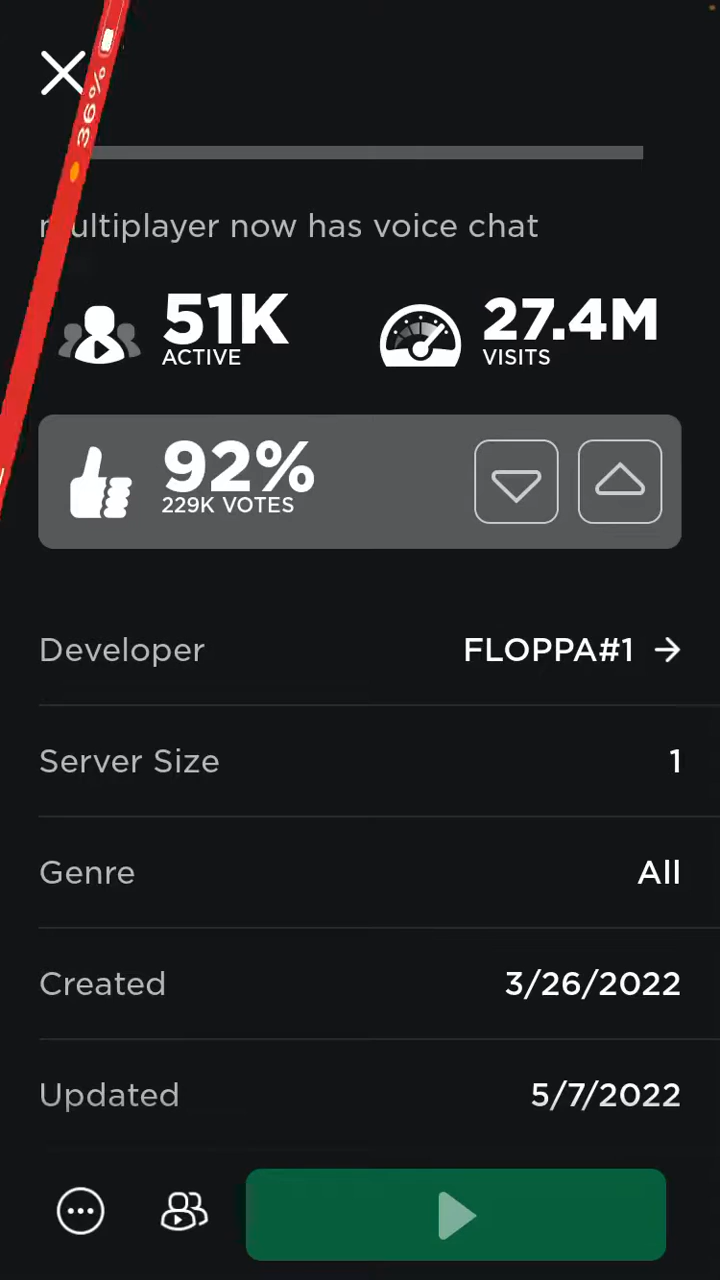 36%
multiplayer now has voice chat
51K
ACTIVE
27.4M
VISITS
92%
229K VOTES
Developer FLOPPA#1
Server Size 1
Genre All
Created 3/26/2022
Updated 5/7/2022